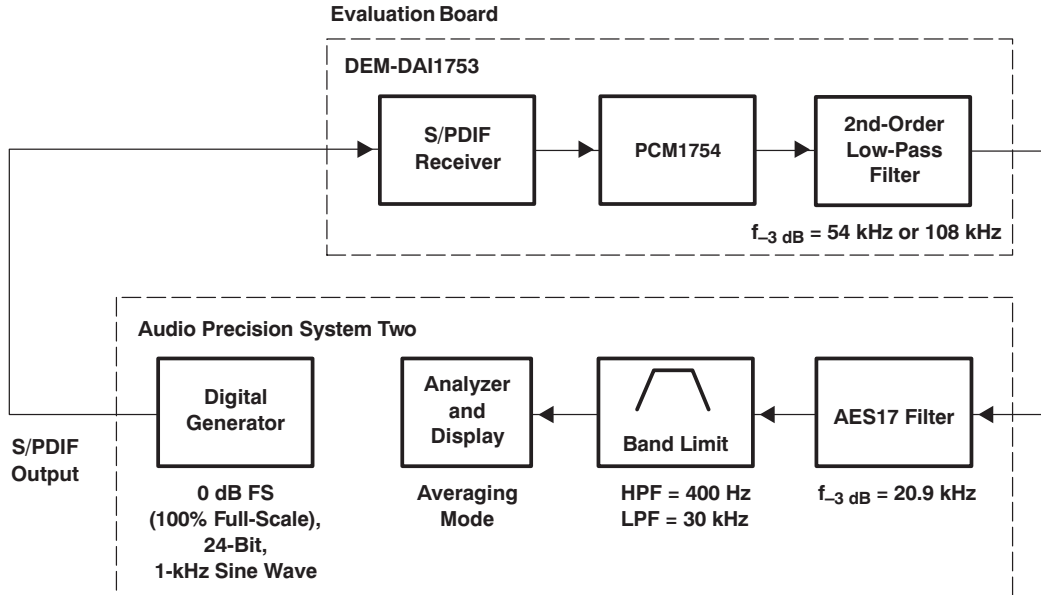 Evaluation Board
DEM-DAI1753
S/PDIF
Receiver
PCM1754
2nd-Order
Low-Pass
Filter
f–3 dB = 54 kHz or 108 kHz
Audio Precision System Two
Digital
Generator
Analyzer
and
Display
Band Limit
AES17 Filter
S/PDIF
Output
0 dB FS
(100% Full-Scale),
24-Bit,
1-kHz Sine Wave
Averaging
Mode
HPF = 400 Hz
LPF = 30 kHz
f–3 dB = 20.9 kHz